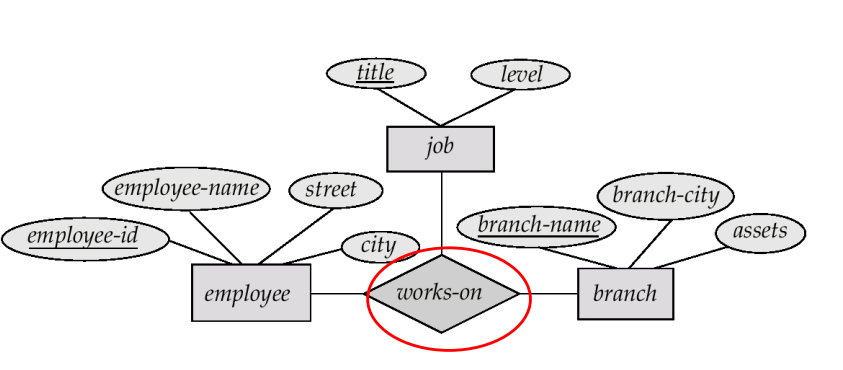 title
level
job
employee-name
street
branch-city
employee-id
branch-name
assets
city
employee
works-on
branch